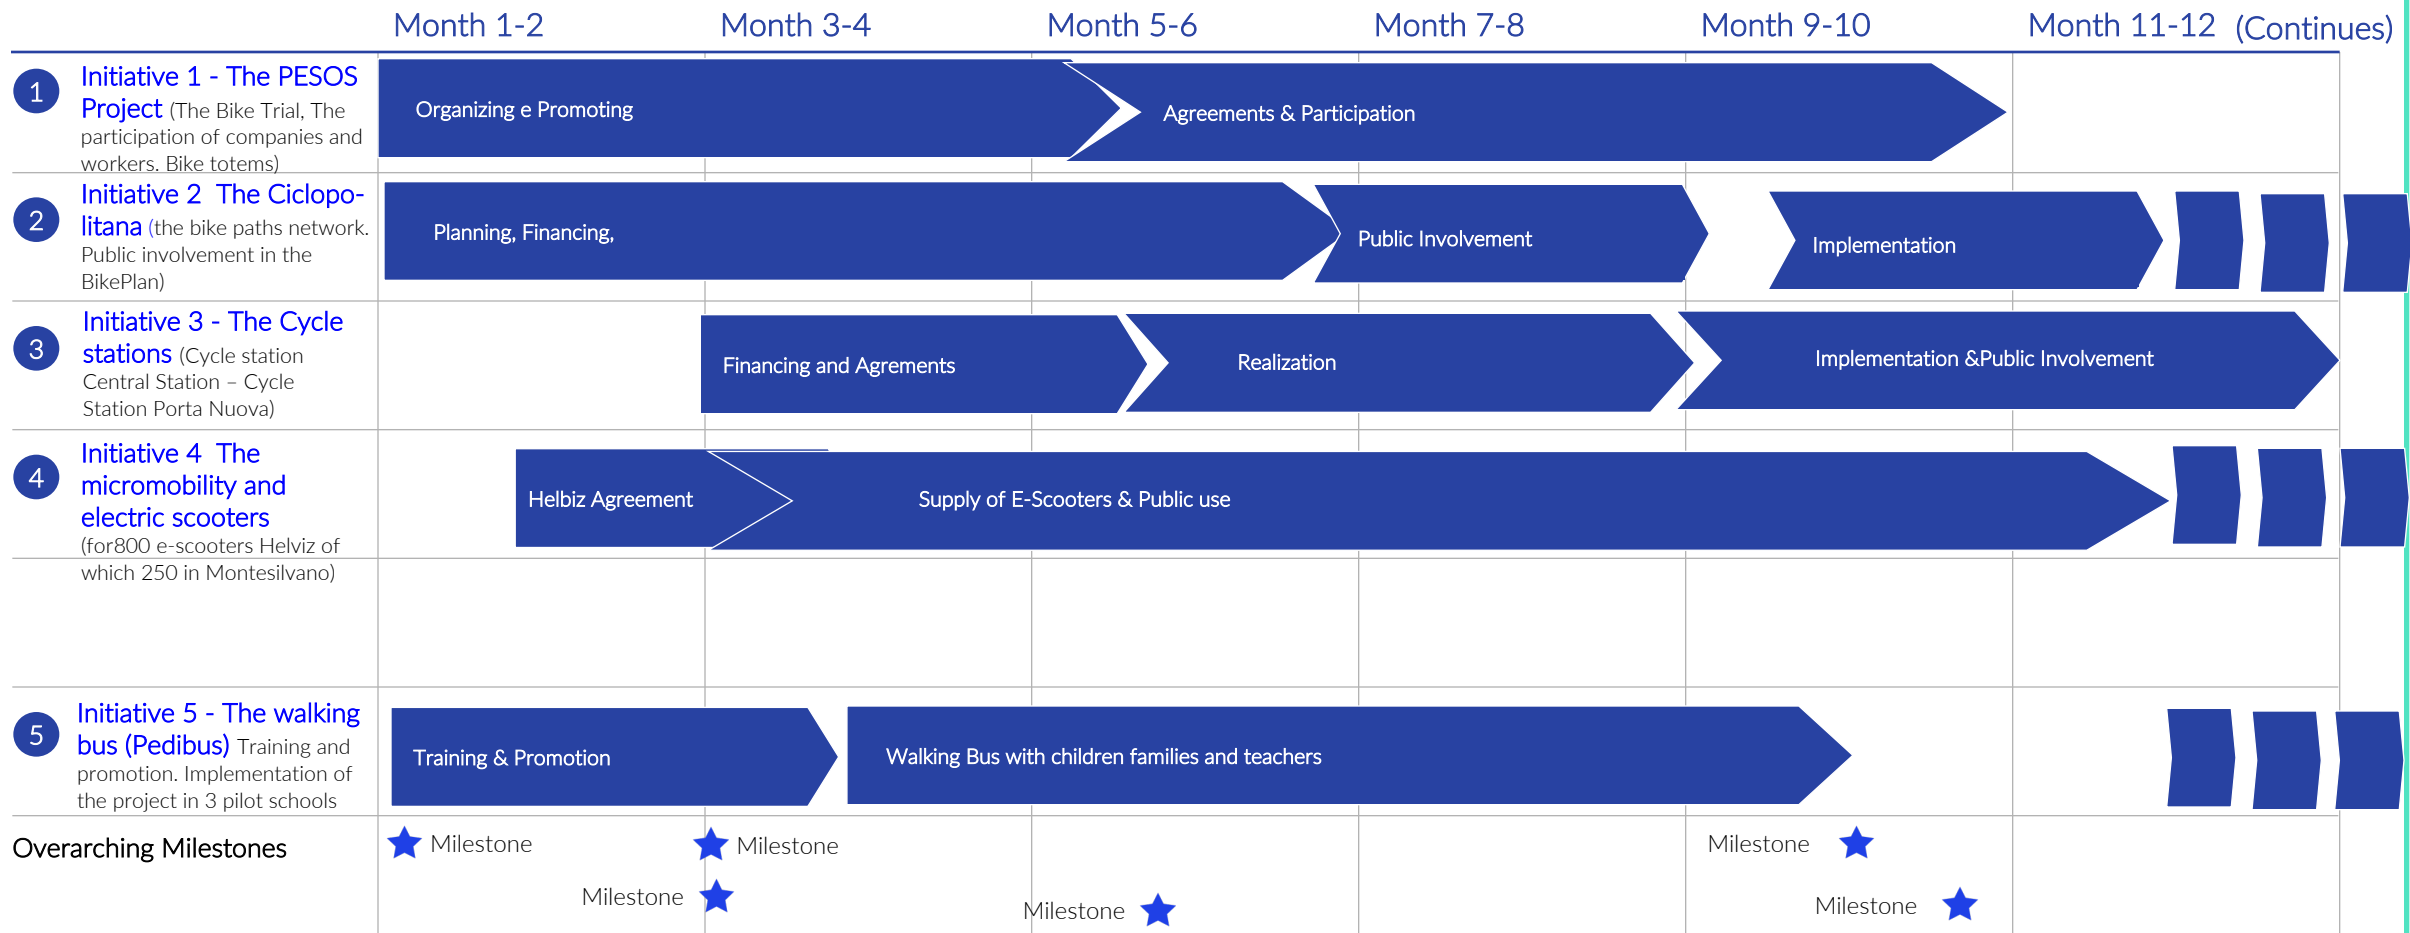 Month 1-2 Month 3-4 Month 5-6 Month 7-8 Month 9-10 Month 11-12 (Continues)
1
Initiative 1 - The PESOS
Project (The Bike Trial, The
participation of companies and
workers. Bike totems)
Organizing e Promoting
Agreements & Participation
2
Initiative 2 The Ciclopo-
litana (the bike paths network.
Public involvement in the
BikePlan)
Planning, Financing,
Public Involvement
Implementation
3
Initiative 3 - The Cycle
stations (Cycle station
Central Station – Cycle
Station Porta Nuova)
Financing and Agrements
Realization
Implementation &Public Involvement
4
Initiative 4 The
micromobility and
electric scooters
(for800 e-scooters Helviz of
which 250 in Montesilvano)
Helbiz Agreement
Supply of E-Scooters & Public use
5
Initiative 5 - The walking
bus (Pedibus) Training and
promotion. Implementation of
the project in 3 pilot schools
Training & Promotion
Walking Bus with children families and teachers
Overarching Milestones
Milestone
Milestone
Milestone
Milestone
Milestone
Milestone